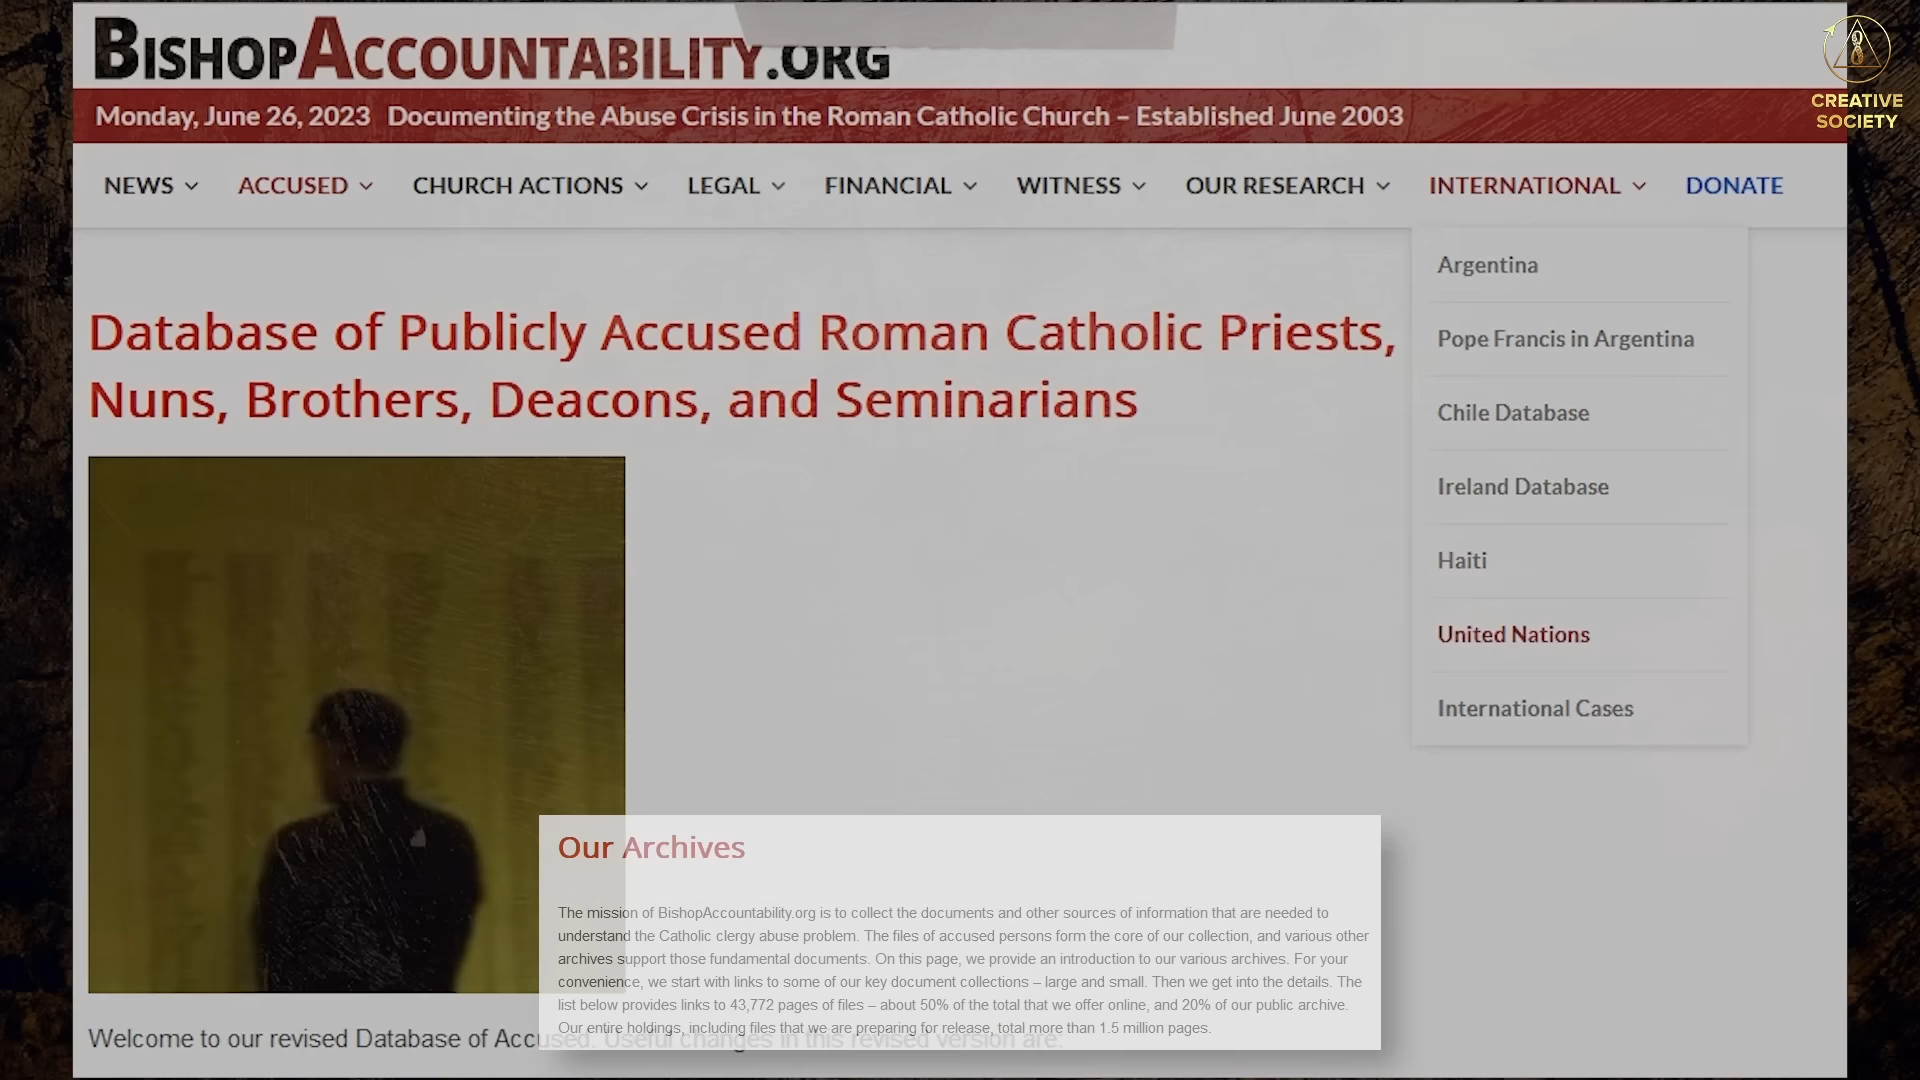 BISHOPACCOUNTABILITY.ORG
CREATIVE
SOCIETY
Monday, June 26, 2023 Documenting the Abuse Crisis in the Roman Catholic Church – Established June 2003
NEWS ACCUSED CHURCH ACTIONS LEGAL FINANCIAL WITNESS OUR RESEARCH INTERNATIONAL DONATE
Argentina
Pope Francis in Argentina
Chile Database
Ireland Database
Haiti
United Nations
International Cases
Database of Publicly Accused Roman Catholic Priests,
Nuns, Brothers, Deacons, and Seminarians
Our Archives
The mission of BishopAccountability.org is to collect the documents and other sources of information that are needed to
understand the Catholic clergy abuse problem. The files of accused persons form the core of our collection, and various other
archives support those fundamental documents. On this page, we provide an introduction to our various archives. For your
convenience, we start with links to some of our key document collections – large and small. Then we get into the details. The
list below provides links to 43,772 pages of files – about 50% of the total that we offer online, and 20% of our public archive.
Our entire holdings, including files that we are preparing for release, total more than 1.5 million pages.
Welcome to our revised Database of Accused. Useful changes in this revised version are: